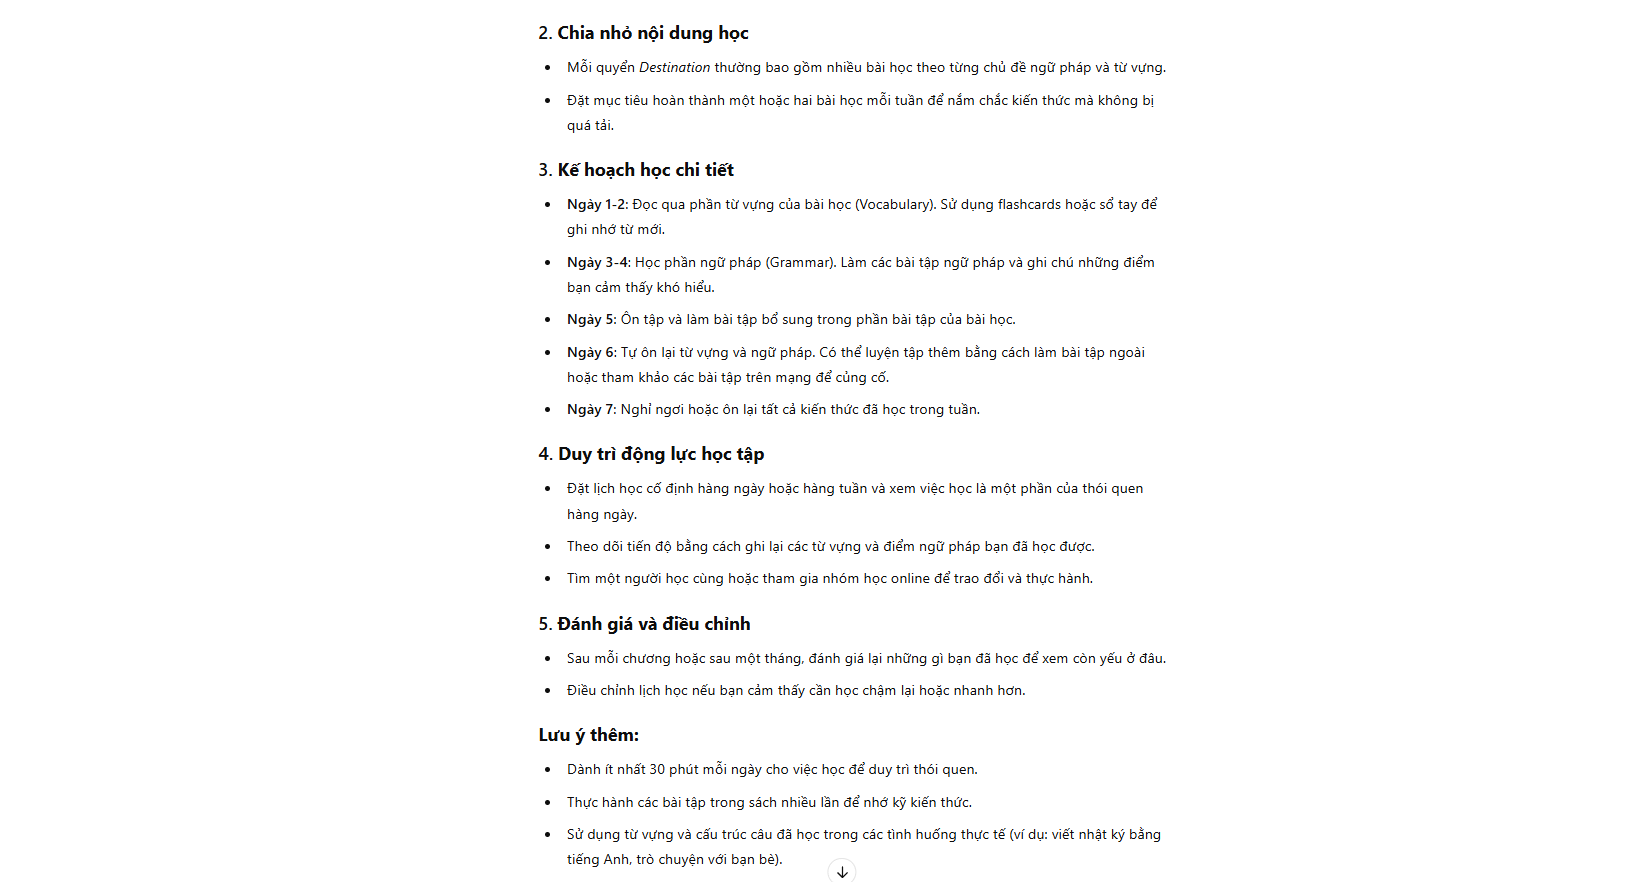 2. Chia nhỏ nội dung học
Mỗi quyển Destination thường bao gồm nhiều bài học theo từng chủ đề ngữ pháp và từ vựng.
Đặt mục tiêu hoàn thành một hoặc hai bài học mỗi tuần để nắm chắc kiến thức mà không bị
quá tải.
3. Kế hoạch học chi tiết
Ngày 1-2: Đọc qua phần từ vựng của bài học (Vocabulary). Sử dụng flashcards hoặc sổ tay để
ghi nhớ từ mới.
Ngày 3-4: Học phần ngữ pháp (Grammar). Làm các bài tập ngữ pháp và ghi chú những điểm
bạn cảm thấy khó hiểu.
Ngày 5: Ôn tập và làm bài tập bổ sung trong phần bài tập của bài học.
Ngày 6: Tự ôn lại từ vựng và ngữ pháp. Có thể luyện tập thêm bằng cách làm bài tập ngoài
hoặc tham khảo các bài tập trên mạng để củng cố.
Ngày 7: Nghỉ ngơi hoặc ôn lại tất cả kiến thức đã học trong tuần.
4. Duy trì động lực học tập
Đặt lịch học cố định hàng ngày hoặc hàng tuần và xem việc học là một phần của thói quen
hàng ngày.
Theo dõi tiến độ bằng cách ghi lại các từ vựng và điểm ngữ pháp bạn đã học được.
Tìm một người học cùng hoặc tham gia nhóm học online để trao đổi và thực hành.
5. Đánh giá và điều chỉnh
Sau mỗi chương hoặc sau một tháng, đánh giá lại những gì bạn đã học để xem còn yếu ở đâu.
Điều chỉnh lịch học nếu bạn cảm thấy cần học chậm lại hoặc nhanh hơn.
Lưu ý thêm:
Dành ít nhất 30 phút mỗi ngày cho việc học để duy trì thói quen.
Thực hành các bài tập trong sách nhiều lần để nhớ kỹ kiến thức.
Sử dụng từ vựng và cấu trúc câu đã học trong các tình huống thực tế (ví dụ: viết nhật ký bằng
tiếng Anh, trò chuyện với bạn bè).